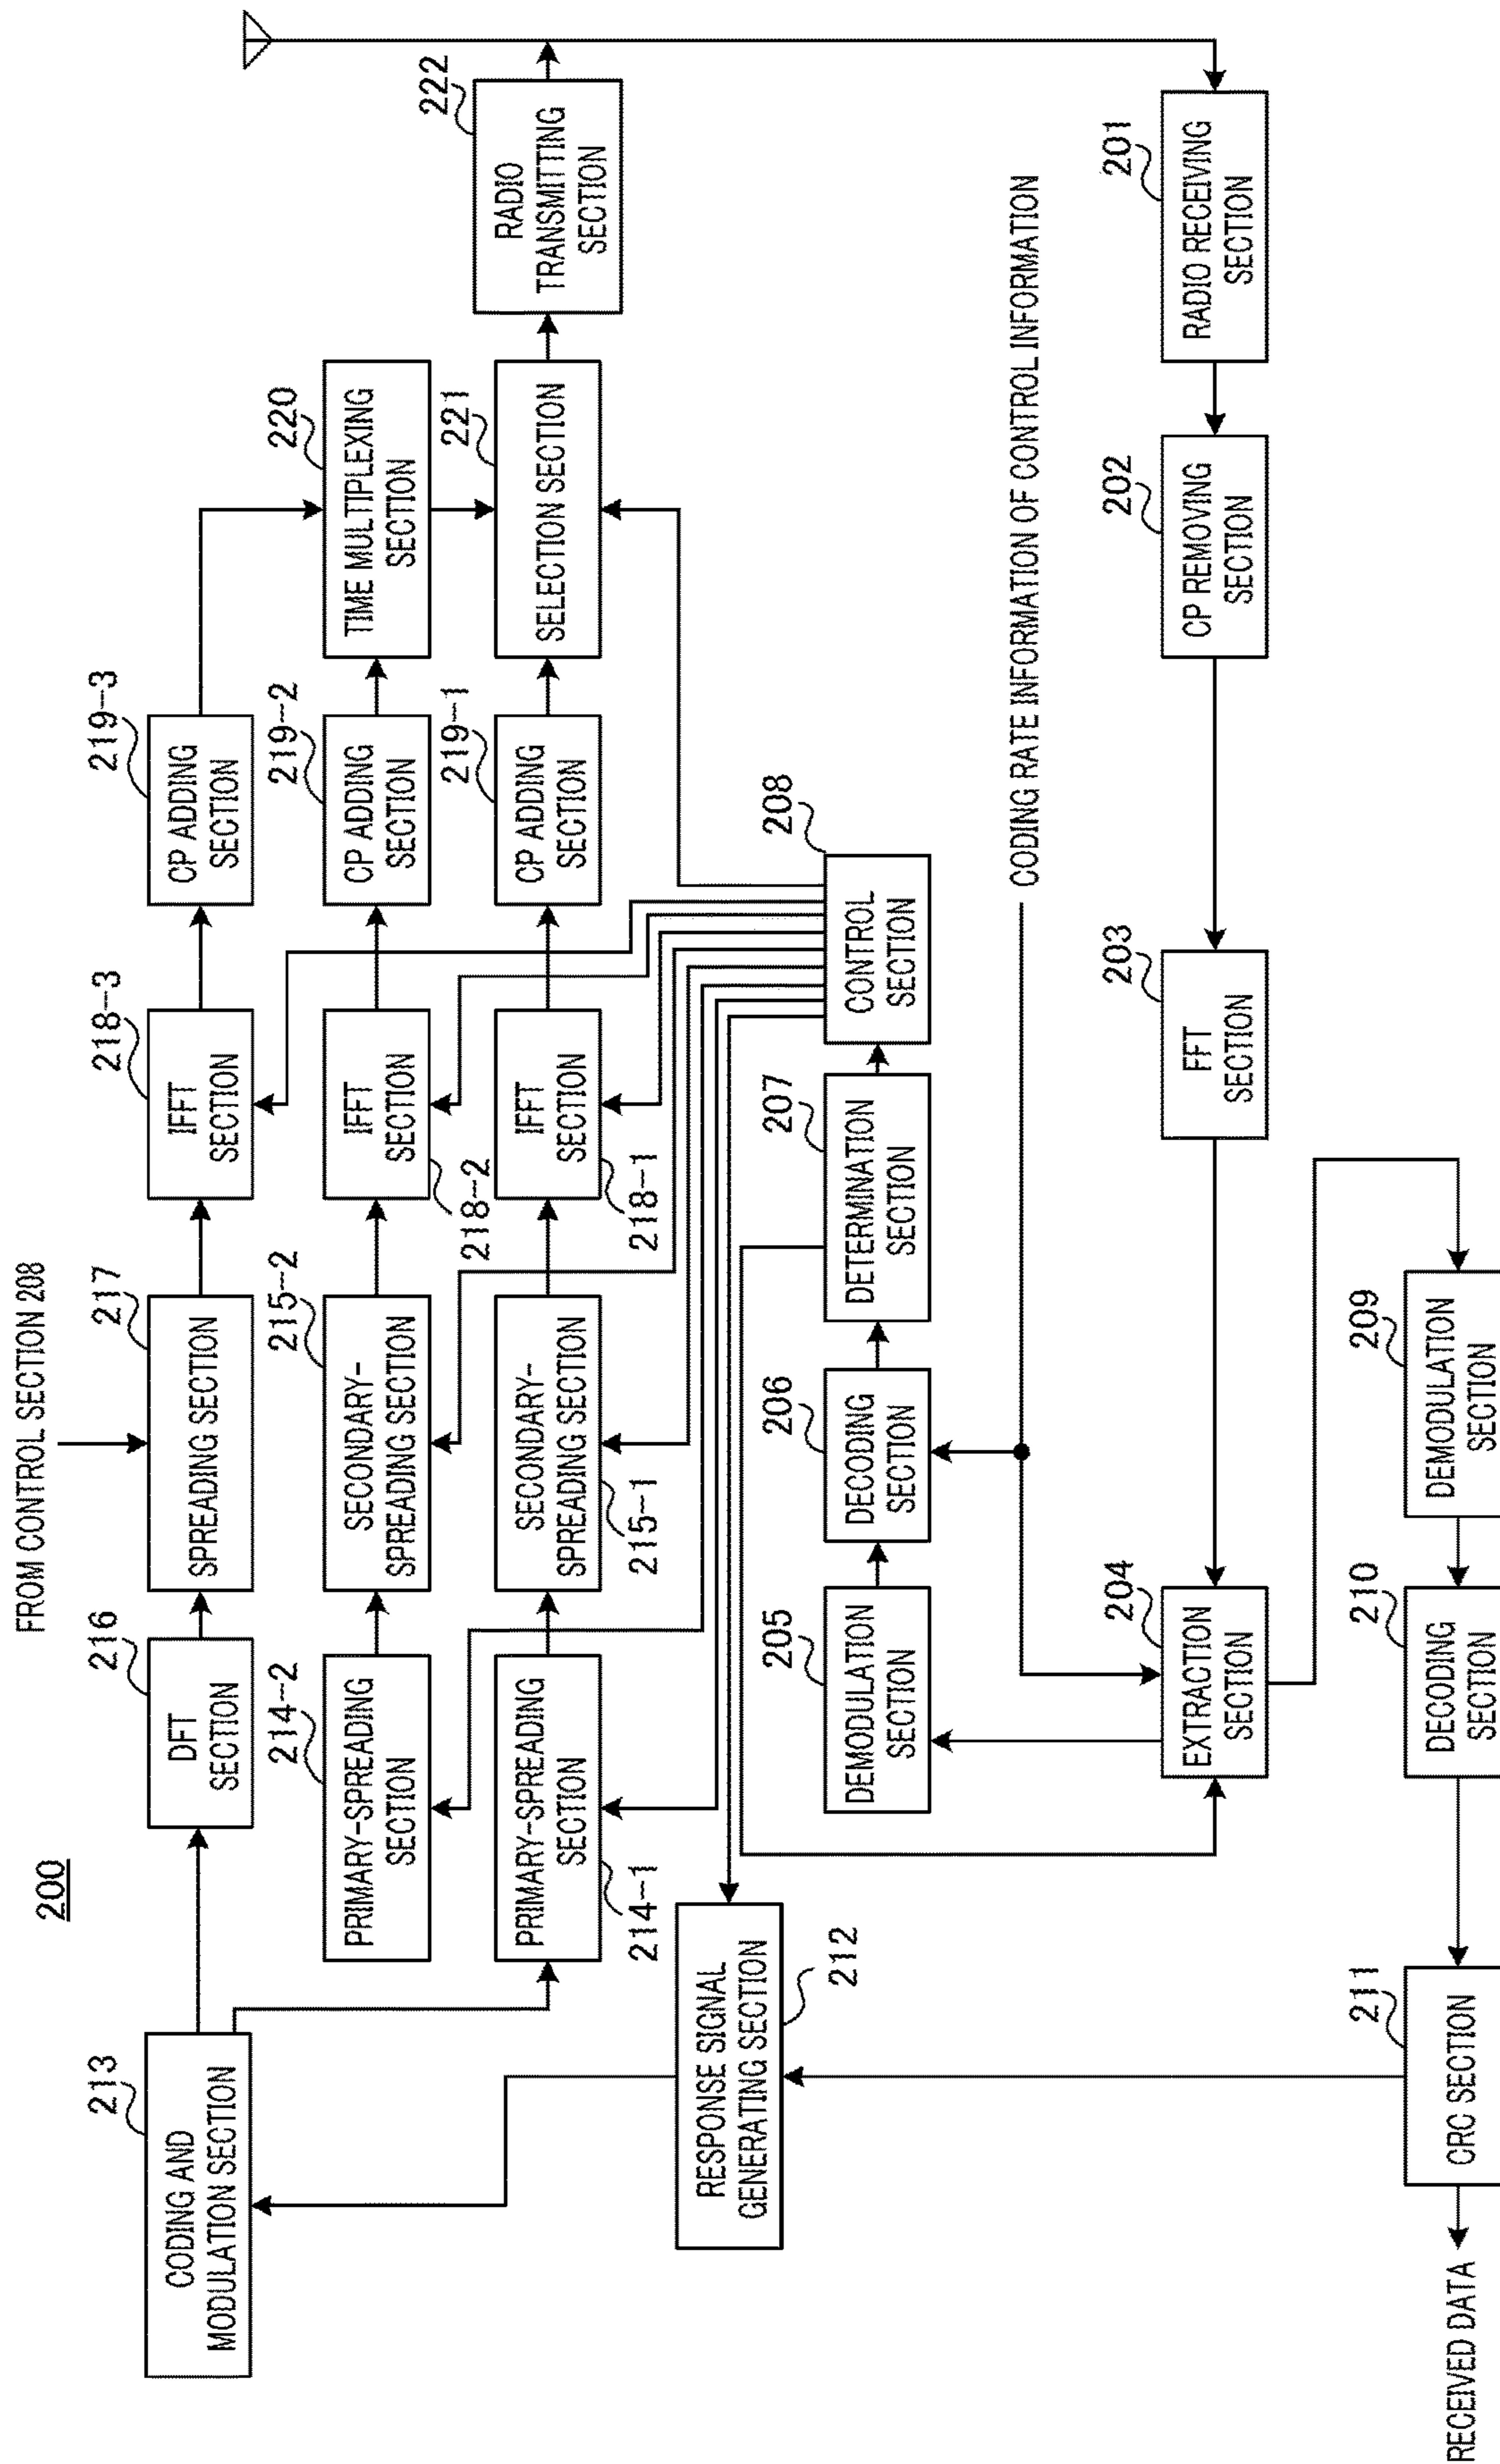 200
FROM CONTROL SECTION 208
213
CODING AND
MODULATION SECTION
216
DFT
SECTION
217
SPREADING SECTION
218-3
IFFT
SECTION
219-3
CP ADDING
SECTION
214-2
PRIMARY-SPREADING
SECTION
215-2
SECONDARY-
SPREADING SECTION
IFFT
SECTION
218-2
219-2
CP ADDING
SECTION
220
TIME MULTIPLEXING
SECTION
PRIMARY-SPREADING
SECTION
214-1
SECONDARY-
SPREADING SECTION
215-1
IFFT
SECTION
218-1
219-1
CP ADDING
SECTION
221
SELECTION SECTION
222
RADIO
TRANSMITTING
SECTION
RESPONSE SIGNAL
GENERATING SECTION
212
205
DEMODULATION
SECTION
206
DECODING
SECTION
207
DETERMINATION
SECTION
208
CONTROL
SECTION
CODING RATE INFORMATION OF CONTROL INFORMATION
204
EXTRACTION
SECTION
203
FFT
SECTION
202
CP REMOVING
SECTION
201
RADIO RECEIVING
SECTION
RECEIVED DATA
211
CRC SECTION
210
DECODING
SECTION
209
DEMODULATION
SECTION